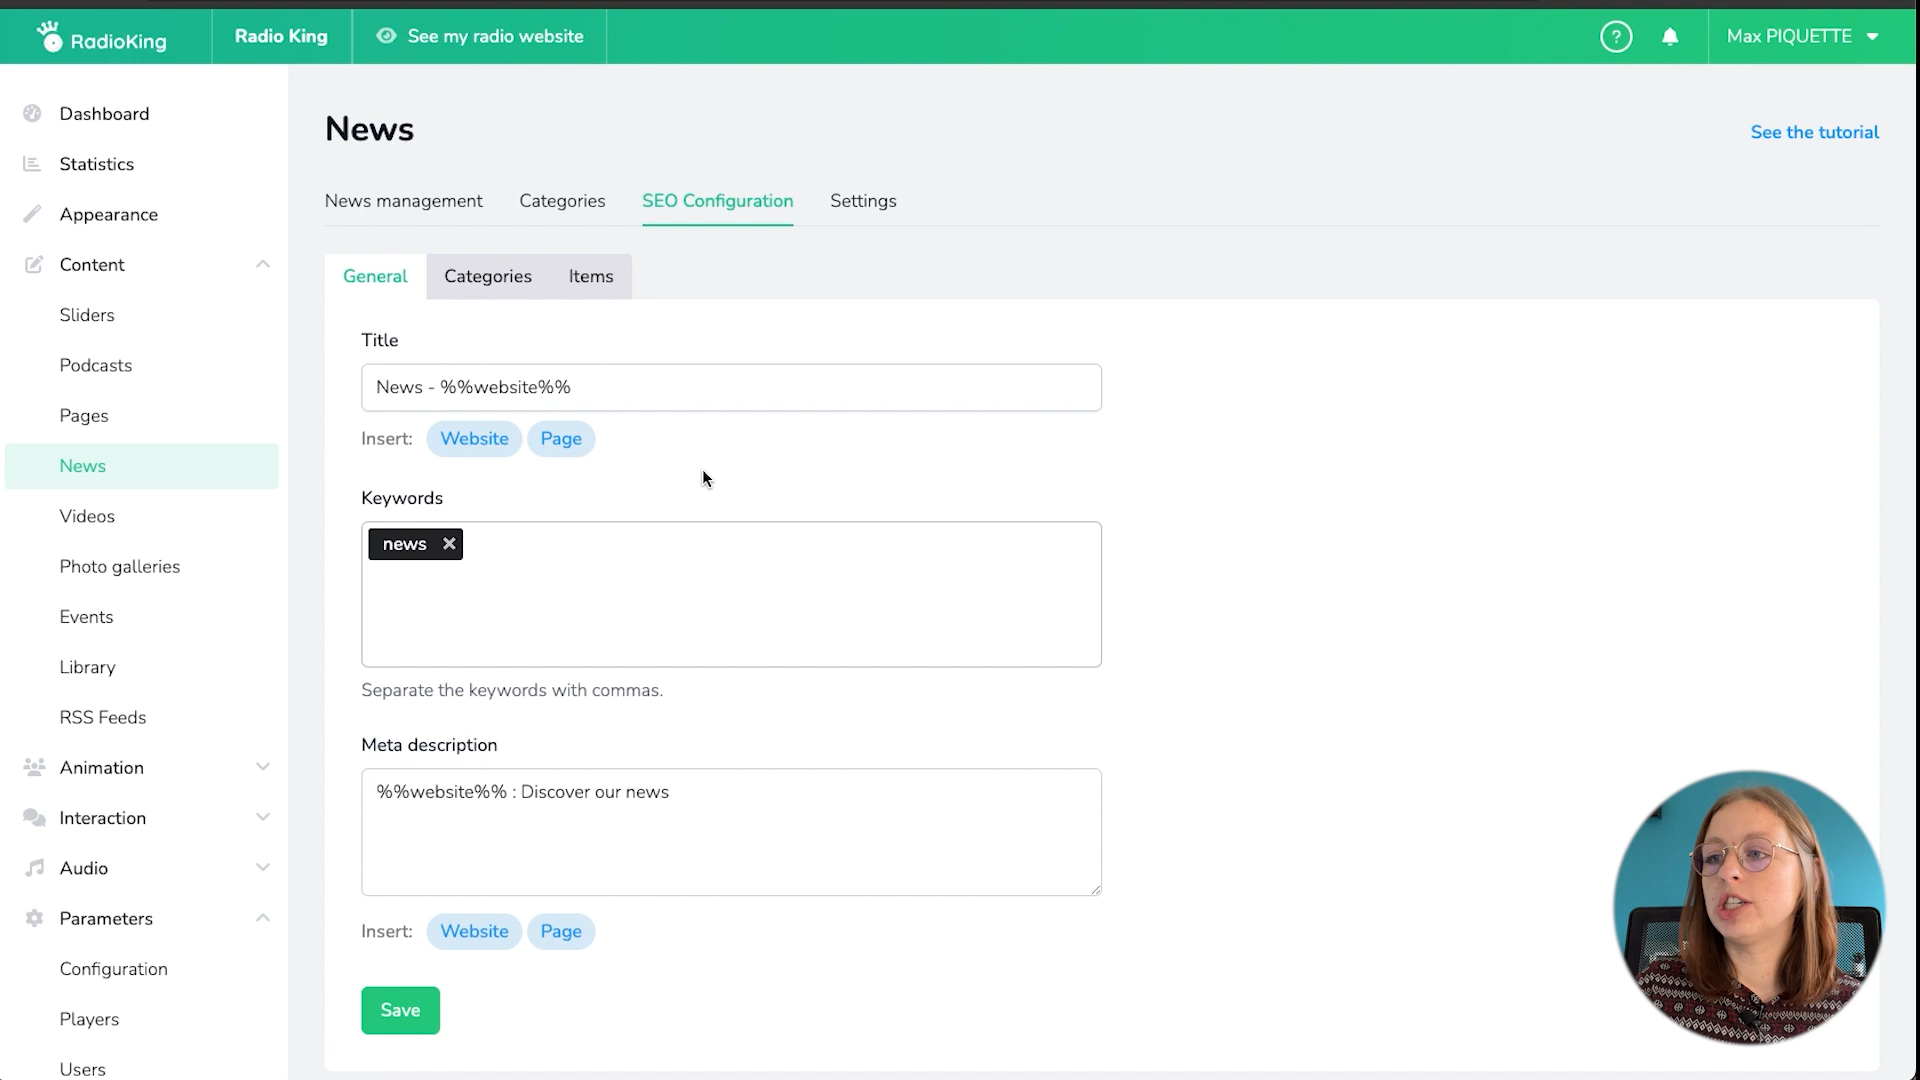 RadioKing
Radio King
See my radio website
?
Max PIQUETTE
Dashboard
Statistics
Appearance
Content
Sliders
Podcasts
Pages
News
Videos
Photo galleries
Events
Library
RSS Feeds
Animation
Interaction
Audio
Parameters
Configuration
Players
Users
News
See the tutorial
News management Categories SEO Configuration Settings
General Categories Items
Title
News - %%website%%
Insert: Website Page
Keywords
news ×
Separate the keywords with commas.
Meta description
%%website%% : Discover our news
Insert: Website Page
Save